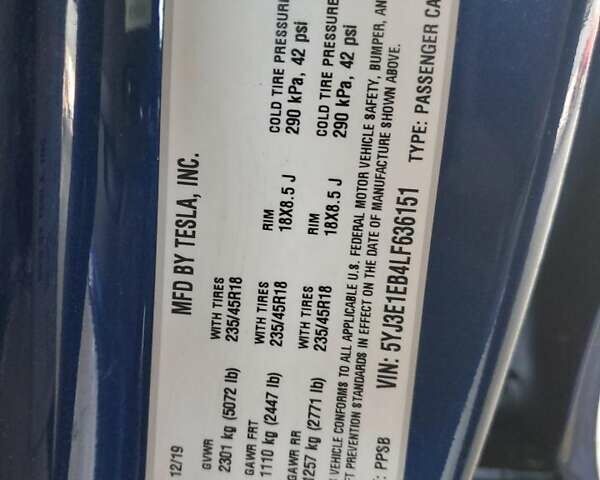 MFD BY TESLA, INC.
12/19
GVWR WITH TIRES RIM COLD TIRE PRESSURE
2301 kg (5072 lb)
GAWR FRT
1110 kg (2447 lb) 235/45R18 18X8.5 J 290 kPa, 42 psi
WITH TIRES RIM COLD TIRE PRESSURE
GAWR RR
1257 kg (2771 lb) 235/45R18 18X8.5 J 290 kPa, 42 psi
WITH TIRES
235/45R18
VEHICLE CONFORMS TO ALL APPLICABLE U.S. FEDERAL MOTOR VEHICLE SAFETY, BUMPER, AN
PREVENTION STANDARDS IN EFFECT ON THE DATE OF MANUFACTURE SHOWN ABOVE.
: PPSB VIN: 5YJ3E1EB4LF636151 TYPE: PASSENGER CA